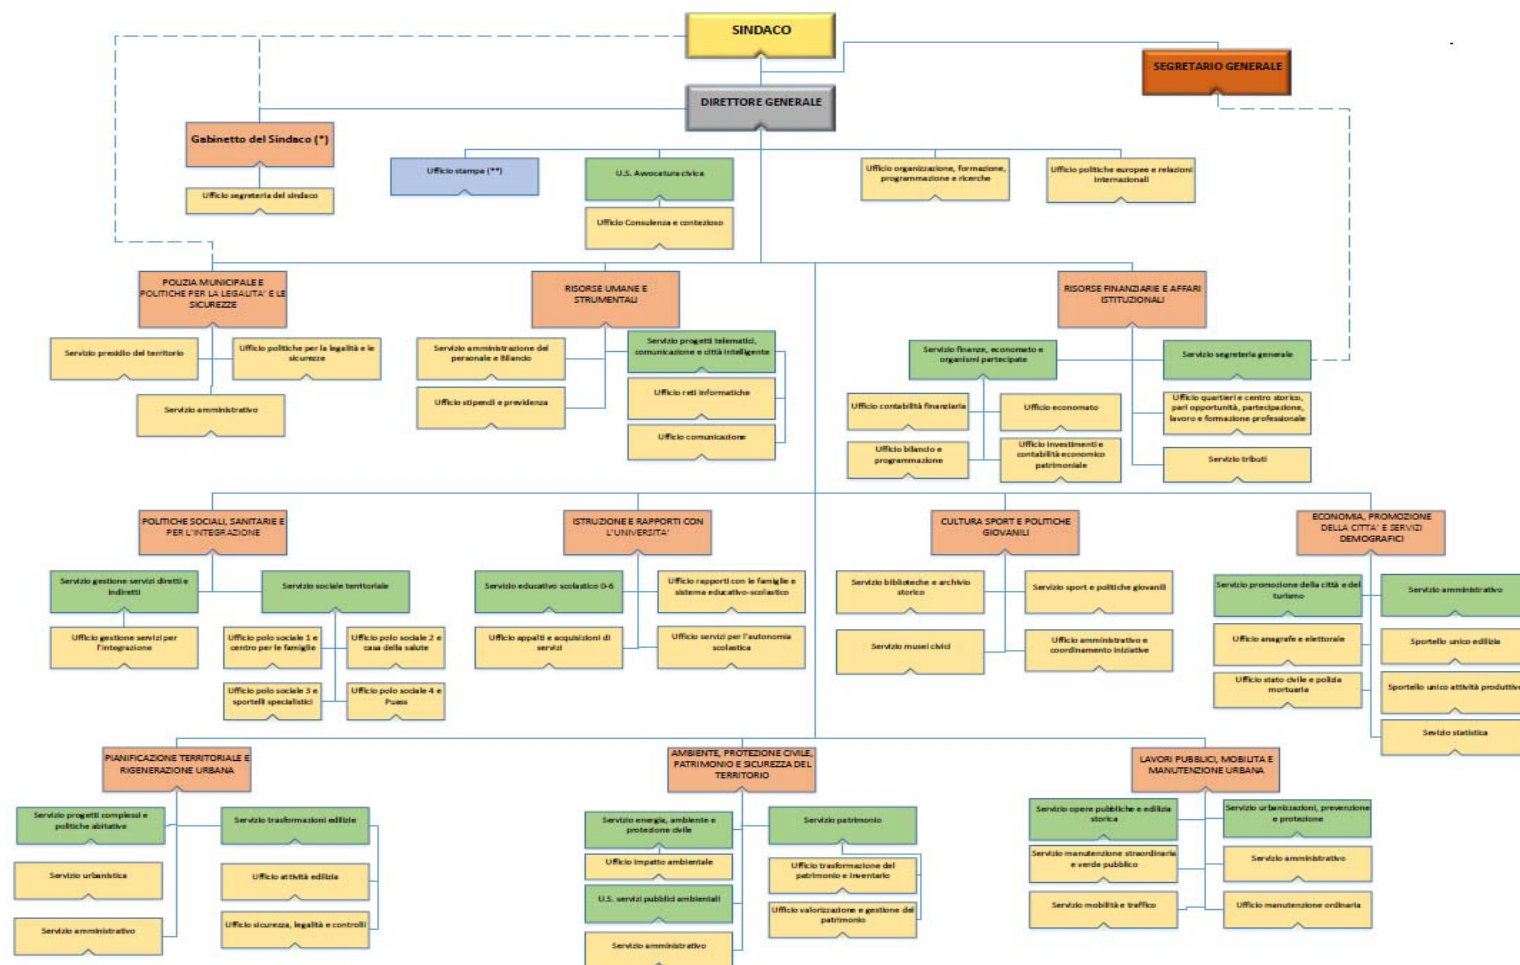 SINDACO
SEGRETARIO GENERALE
DIRETTORE GENERALE
Gabinetto del Sindaco (*)
Ufficio segreteria del sindaco
Ufficio stampa (**)
U.S. Avvocatura civica
Ufficio Consulenza e contezioso
Ufficio organizzazione, formazione,
programmazione e ricerche
Ufficio politiche europee e relazioni
internazionali
POLIZIA MUNICIPALE E
POLITICHE PER LA LEGALITA' E LE
SICUREZZE
Servizio presidio del territorio
Ufficio politiche per la legalità e le
sicurezze
Servizio amministrativo
RISORSE UMANE E
STRUMENTALI
Servizio amministrazione del
personale e Bilancio
Servizio progetti telematici,
comunicazione e città intelligente
Ufficio stipendi e previdenza
Ufficio reti informatiche
Ufficio comunicazione
RISORSE FINANZIARIE E AFFARI
ISTITUZIONALI
Servizio finanze, economato e
organismi partecipate
Servizio segreteria generale
Ufficio contabilità finanziaria
Ufficio economato
Ufficio quartieri e centro storico,
pari opportunità, partecipazione,
lavoro e formazione professionale
Ufficio bilancio e
programmazione
Ufficio investimenti e
contabilità economico
patrimoniale
Servizio tributi
POLITICHE SOCIALI, SANITARIE E
PER L'INTEGRAZIONE
Servizio gestione servizi diretti e
indiretti
Servizio sociale territoriale
Ufficio gestione servizi per
l'integrazione
Ufficio polo sociale 1 e
centro per le famiglie
Ufficio polo sociale 2 e
casa della salute
Ufficio polo sociale 3 e
sportelli specialistici
Ufficio polo sociale 4 e
Puass
ISTRUZIONE E RAPPORTI CON
L'UNIVERSITA'
Servizio educativo scolastico 0-6
Ufficio rapporti con le famiglie e
sistema educativo-scolastico
Ufficio appalti e acquisizioni di
servizi
Ufficio servizi per l'autonomia
scolastica
CULTURA SPORT E POLITICHE
GIOVANILI
Servizio biblioteche e archivio
storico
Servizio sport e politiche giovanili
Servizio musei civici
Ufficio amministrativo e
coordinamento iniziative
ECONOMIA, PROMOZIONE
DELLA CITTA' E SERVIZI
DEMOGRAFICI
Servizio promozione della città e del
turismo
Servizio amministrativo
Ufficio anagrafe e elettorale
Sportello unico edilizia
Ufficio stato civile e polizia
mortuaria
Sportello unico attività produttive
Sevizio statistica
PIANIFICAZIONE TERRITORIALE E
RIGENERAZIONE URBANA
Servizio progetti complessi e
politiche abitative
Servizio trasformazioni edilizie
Servizio urbanistica
Ufficio attività edilizia
Servizio amministrativo
Ufficio sicurezza, legalità e controlli
AMBIENTE, PROTEZIONE CIVILE,
PATRIMONIO E SICUREZZA DEL
TERRITORIO
Servizio energia, ambiente e
protezione civile
Servizio patrimonio
Ufficio impatto ambientale
Ufficio trasformazione del
patrimonio e inventario
U.S. servizi pubblici ambientali
Ufficio valorizzazione e gestione del
patrimonio
Servizio amministrativo
LAVORI PUBBLICI, MOBILITA E
MANUTENZIONE URBANA
Servizio opere pubbliche e edilizia
storica
Servizio urbanizzazioni, prevenzione
e protezione
Servizio manutenzione straordinaria
e verde pubblico
Servizio amministrativo
Servizio mobilità e traffico
Ufficio manutenzione ordinaria